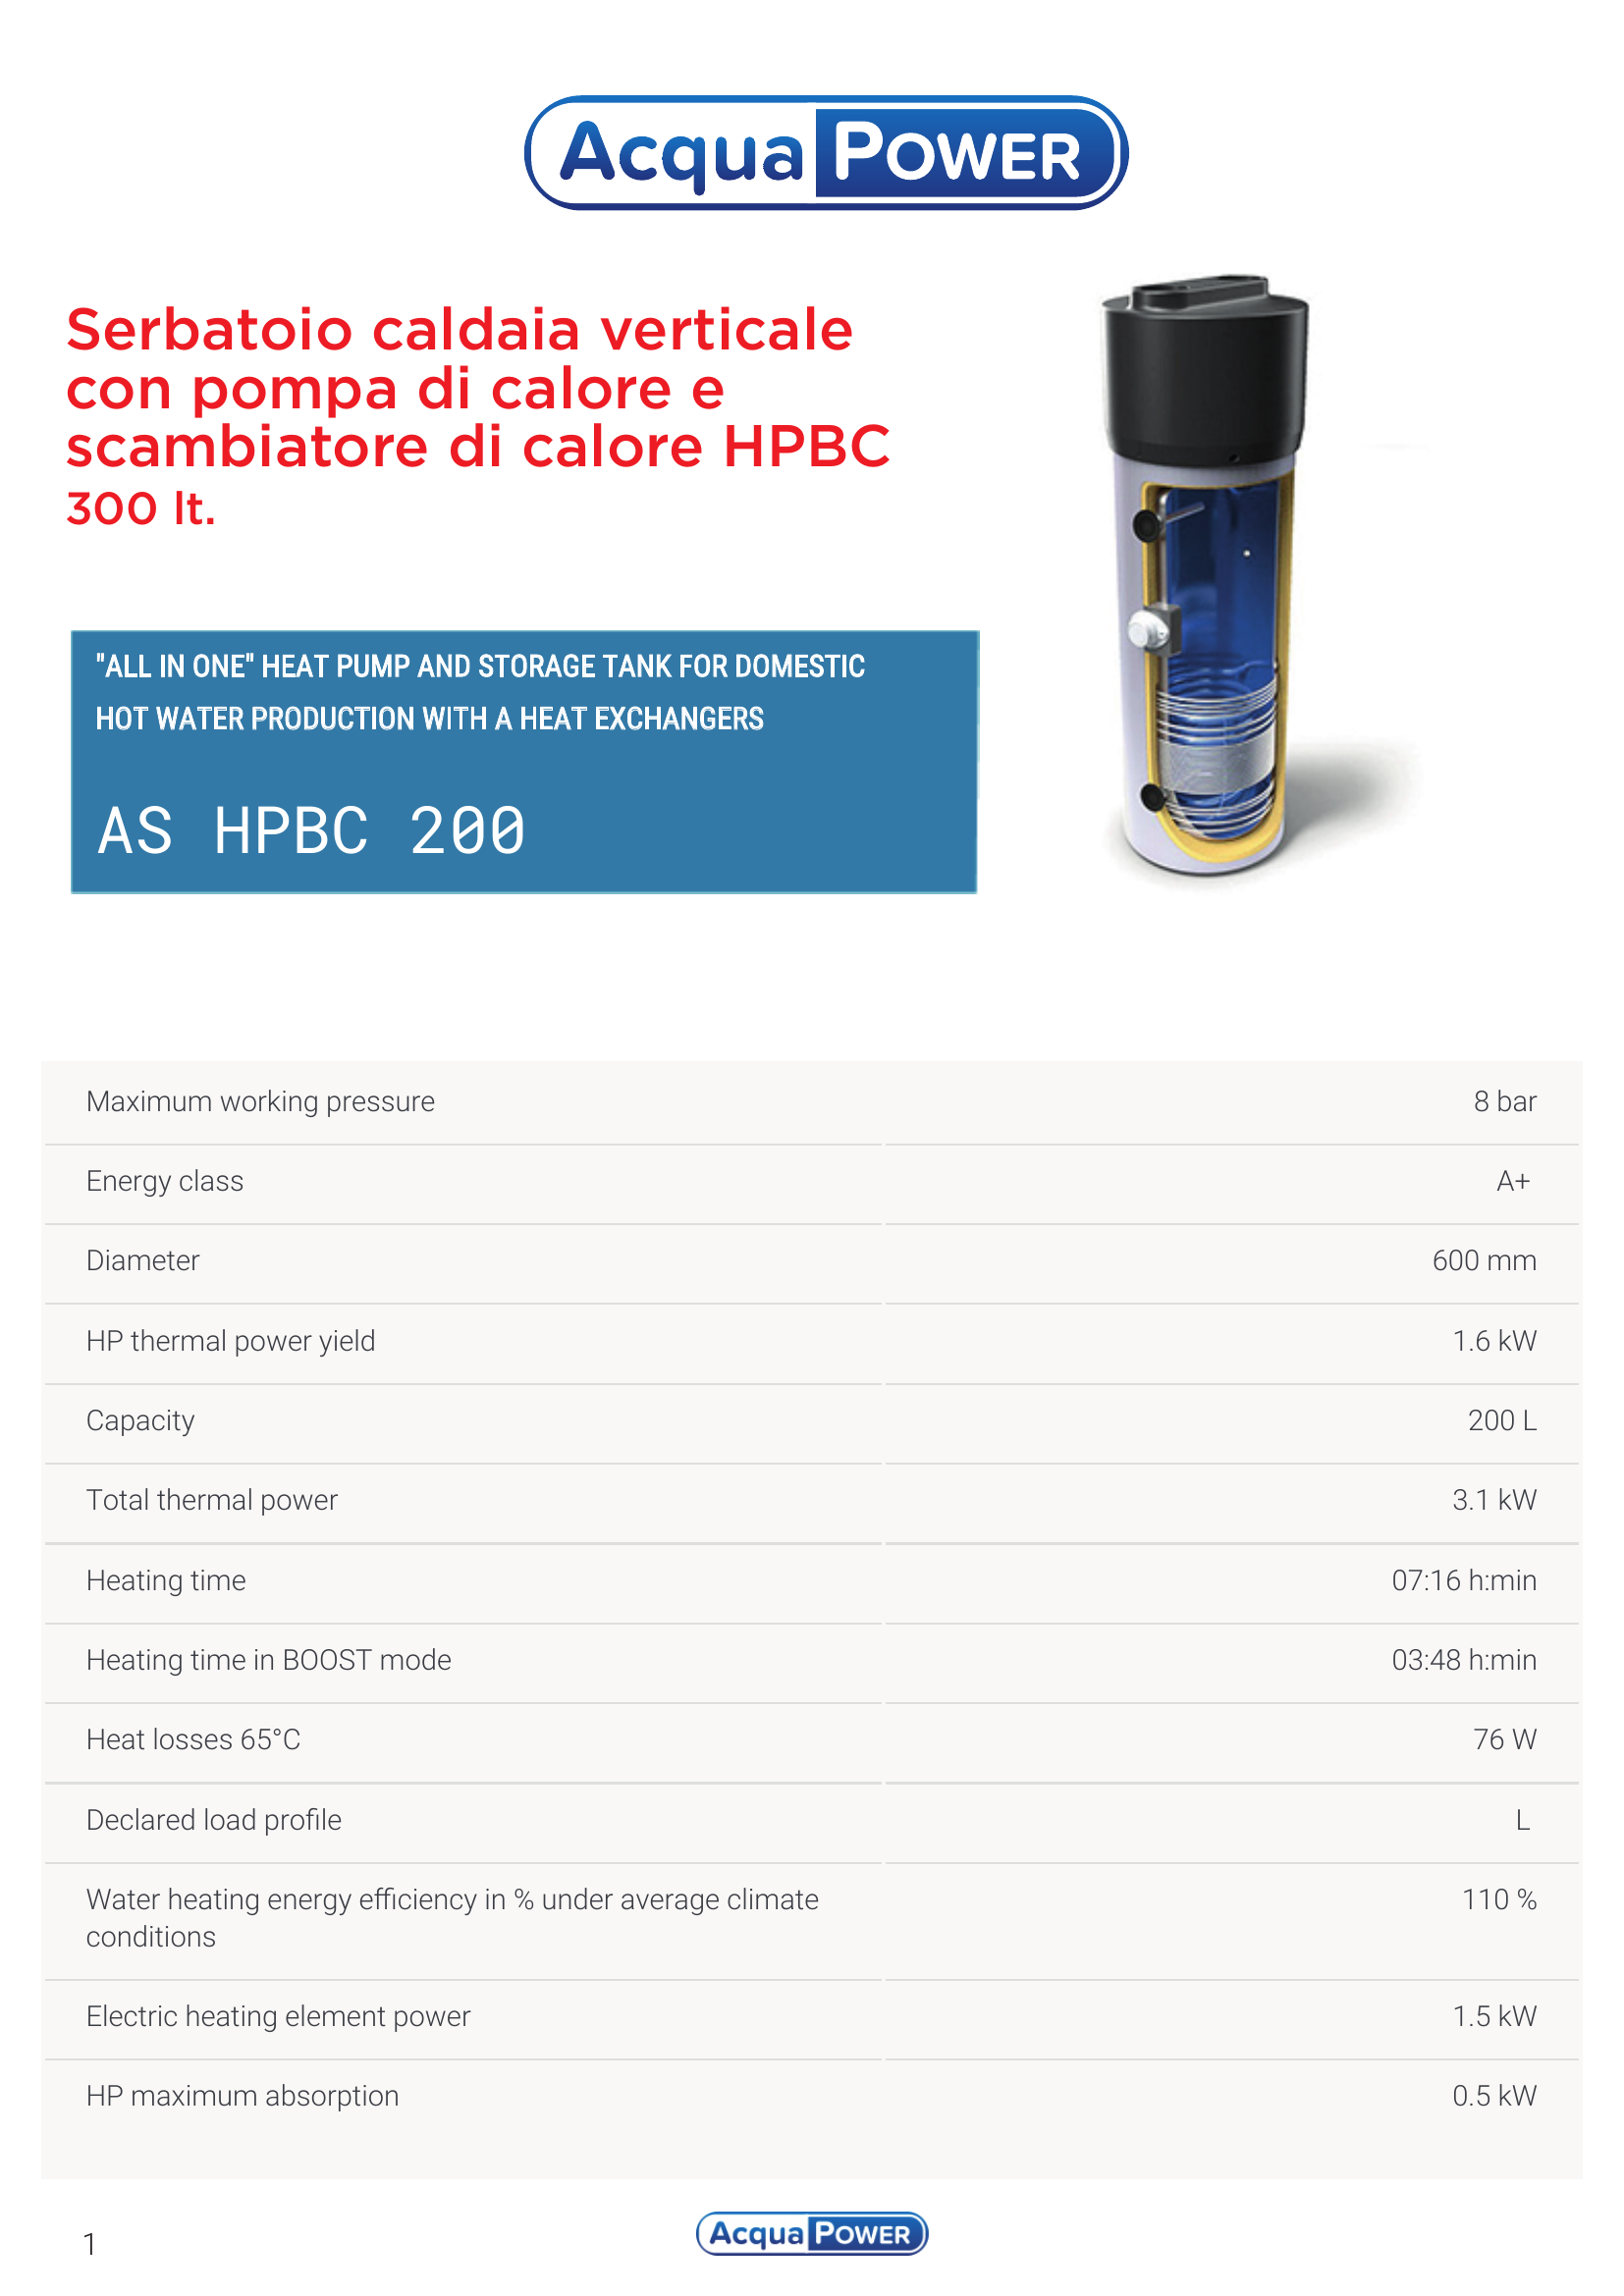 Acqua POWER
Serbatoio caldaia verticale
con pompa di calore e
scambiatore di calore HPBC
300 lt.
"ALL IN ONE" HEAT PUMP AND STORAGE TANK FOR DOMESTIC
HOT WATER PRODUCTION WITH A HEAT EXCHANGERS
AS HPBC 200
Maximum working pressure 8 bar
Energy class A+
Diameter 600 mm
HP thermal power yield 1.6 kW
Capacity 200 L
Total thermal power 3.1 kW
Heating time 07:16 h:min
Heating time in BOOST mode 03:48 h:min
Heat losses 65°C 76 W
Declared load profile L
Water heating energy efficiency in % under average climate 110 %
conditions
Electric heating element power 1.5 kW
HP maximum absorption 0.5 kW
1
Acqua POWER